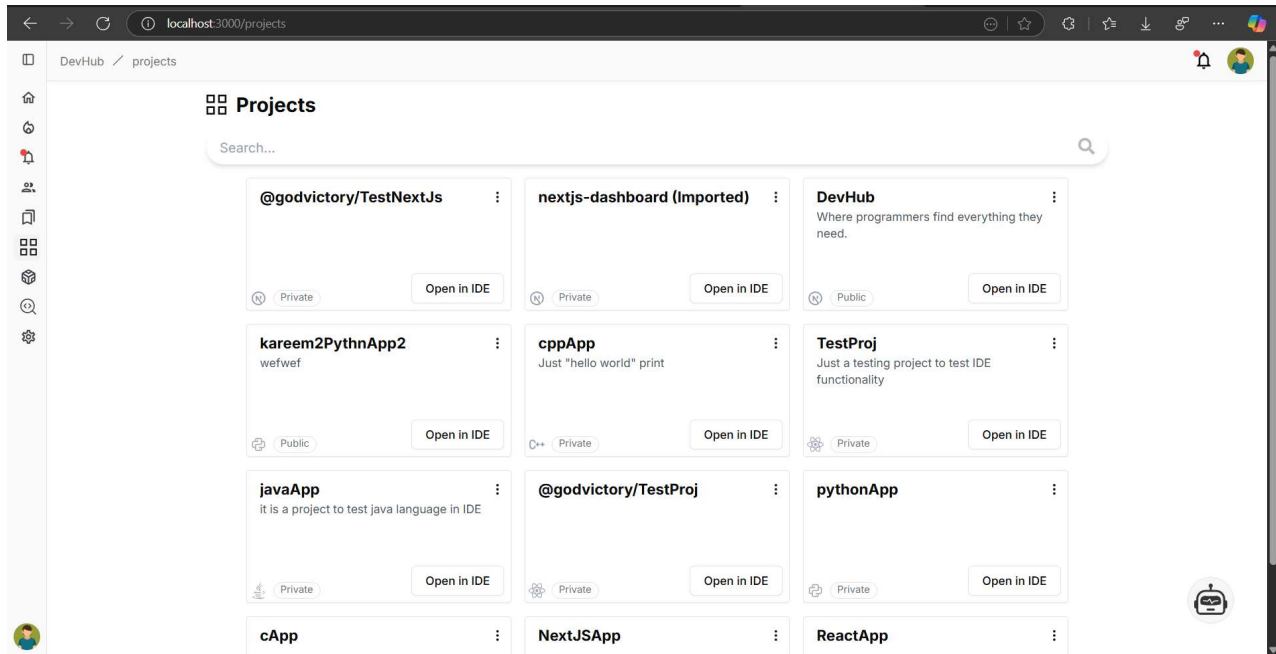 localhost:3000/projects
DevHub / projects
Projects
Search...
@godvictory/TestNextJs
Private
Open in IDE
nextjs-dashboard (Imported)
Private
Open in IDE
DevHub
Where programmers find everything they
need.
Public
Open in IDE
kareem2PythnApp2
wefwef
Public
Open in IDE
cppApp
Just "hello world" print
C++
Private
Open in IDE
TestProj
Just a testing project to test IDE
functionality
Private
Open in IDE
javaApp
it is a project to test java language in IDE
Private
Open in IDE
@godvictory/TestProj
Private
Open in IDE
pythonApp
Private
Open in IDE
cApp
NextJSApp
ReactApp